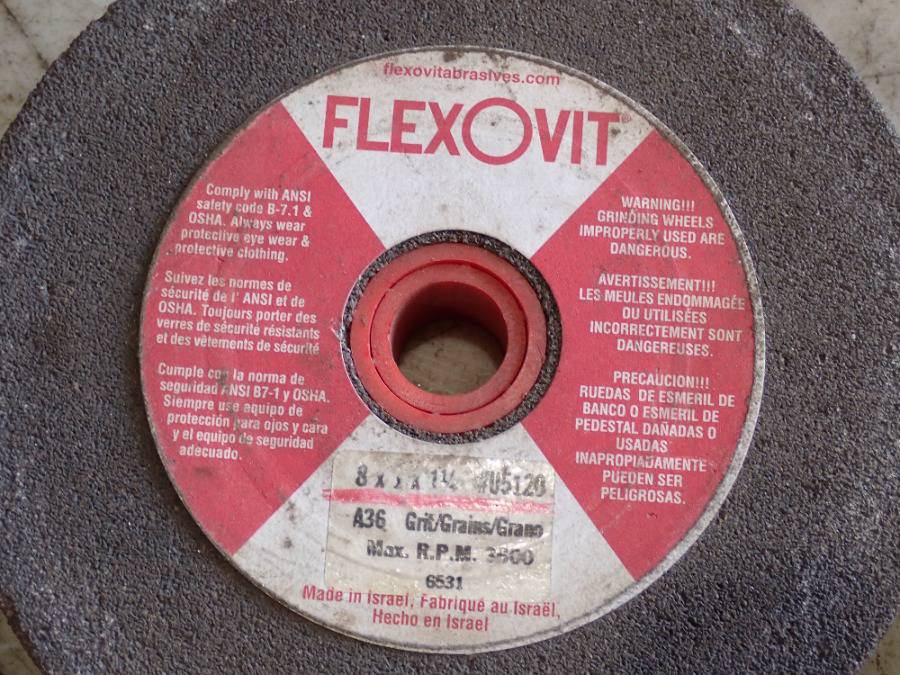 flexovitabrasives.com
FLEXOVIT
Comply with ANSI
safety code B-7.1 &
OSHA. Always wear
protective eye wear &
protective clothing.
Suivez les normes de
sécurité de l' ANSI et de
OSHA. Toujours porter des
verres de sécurité résistants
et des vêtements de sécurité
Cumple con la norma de
seguridad ANSI B7-1 y OSHA.
Siempre use equipo de
protección para ojos y cara
y el equipo de seguridad
adecuado.
WARNING!!!
GRINDING WHEELS
IMPROPERLY USED ARE
DANGEROUS.
AVERTISSEMENT!!!
LES MEULES ENDOMMAGÉE
OU UTILISÉES
INCORRECTEMENT SONT
DANGEREUSES.
PRECAUCION!!!
RUEDAS DE ESMERIL DE
BANCO O ESMERIL DE
PEDESTAL DAÑADAS O
USADAS
INAPROPIADAMENTE
PUEDEN SER
PELIGROSAS.
8 x x 1¼ #U5120
A36 Grit/Grains/Grano
Max. R.P.M. 3600
6531
Made in Israel, Fabriqué au Israël,
Hecho en Israel